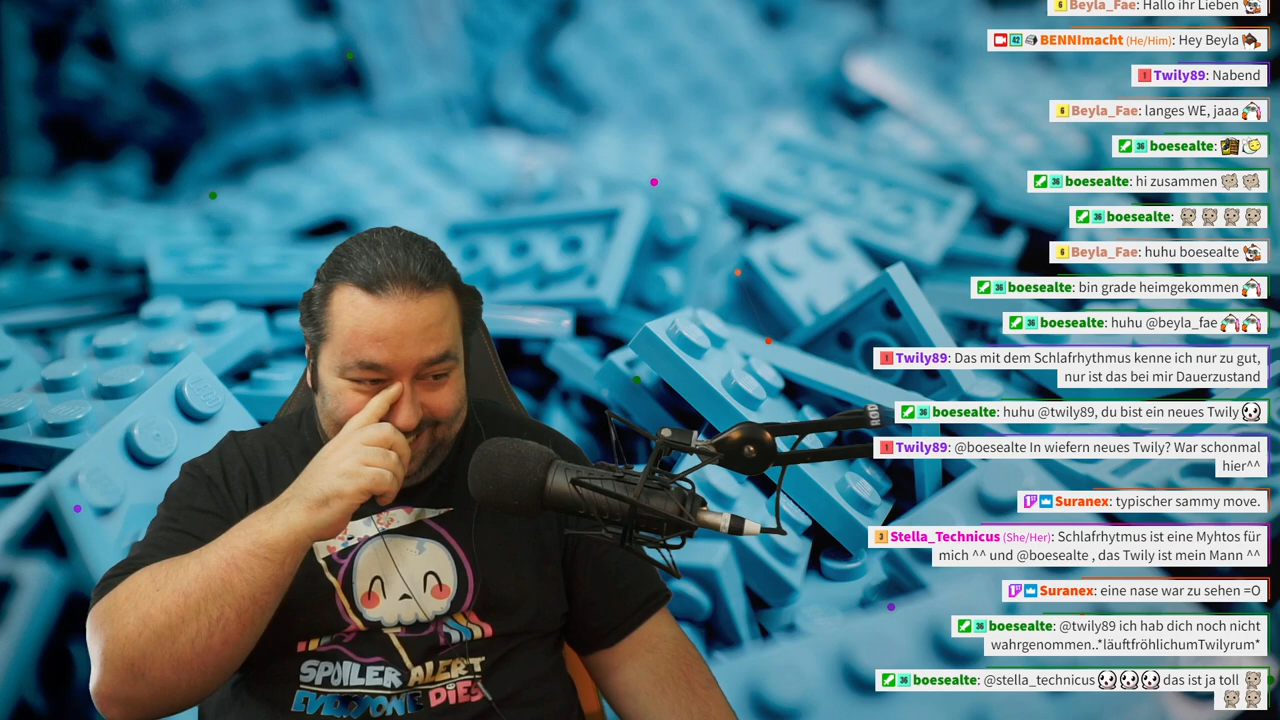 Beyla_Fae: Hallo ihr Lieben
BENNImacht (He/Him): Hey Beyla
Twily89: Nabend
Beyla_Fae: langes WE, jaaa
boesealte:
boesealte: hi zusammen
boesealte:
Beyla_Fae: huhu boesealte
boesealte: bin grade heimgekommen
boesealte: huhu @beyla_fae
Twily89: Das mit dem Schlafrhythmus kenne ich nur zu gut,
nur ist das bei mir Dauerzustand
boesealte: huhu @twily89, du bist ein neues Twily
Twily89: @boesealte In wiefern neues Twily? War schonmal
hier^^
Suranex: typischer sammy move.
Stella_Technicus (She/Her): Schlafrhytmus ist eine Myhtos für
mich ^^ und @boesealte , das Twily ist mein Mann ^^
Suranex: eine nase war zu sehen =O
boesealte: @twily89 ich hab dich noch nicht
wahrgenommen..*läuftfröhlichumTwilyrum*
boesealte: @stella_technicus das ist ja toll
RØD
SPOILER ALERT
EVERYONE DIES